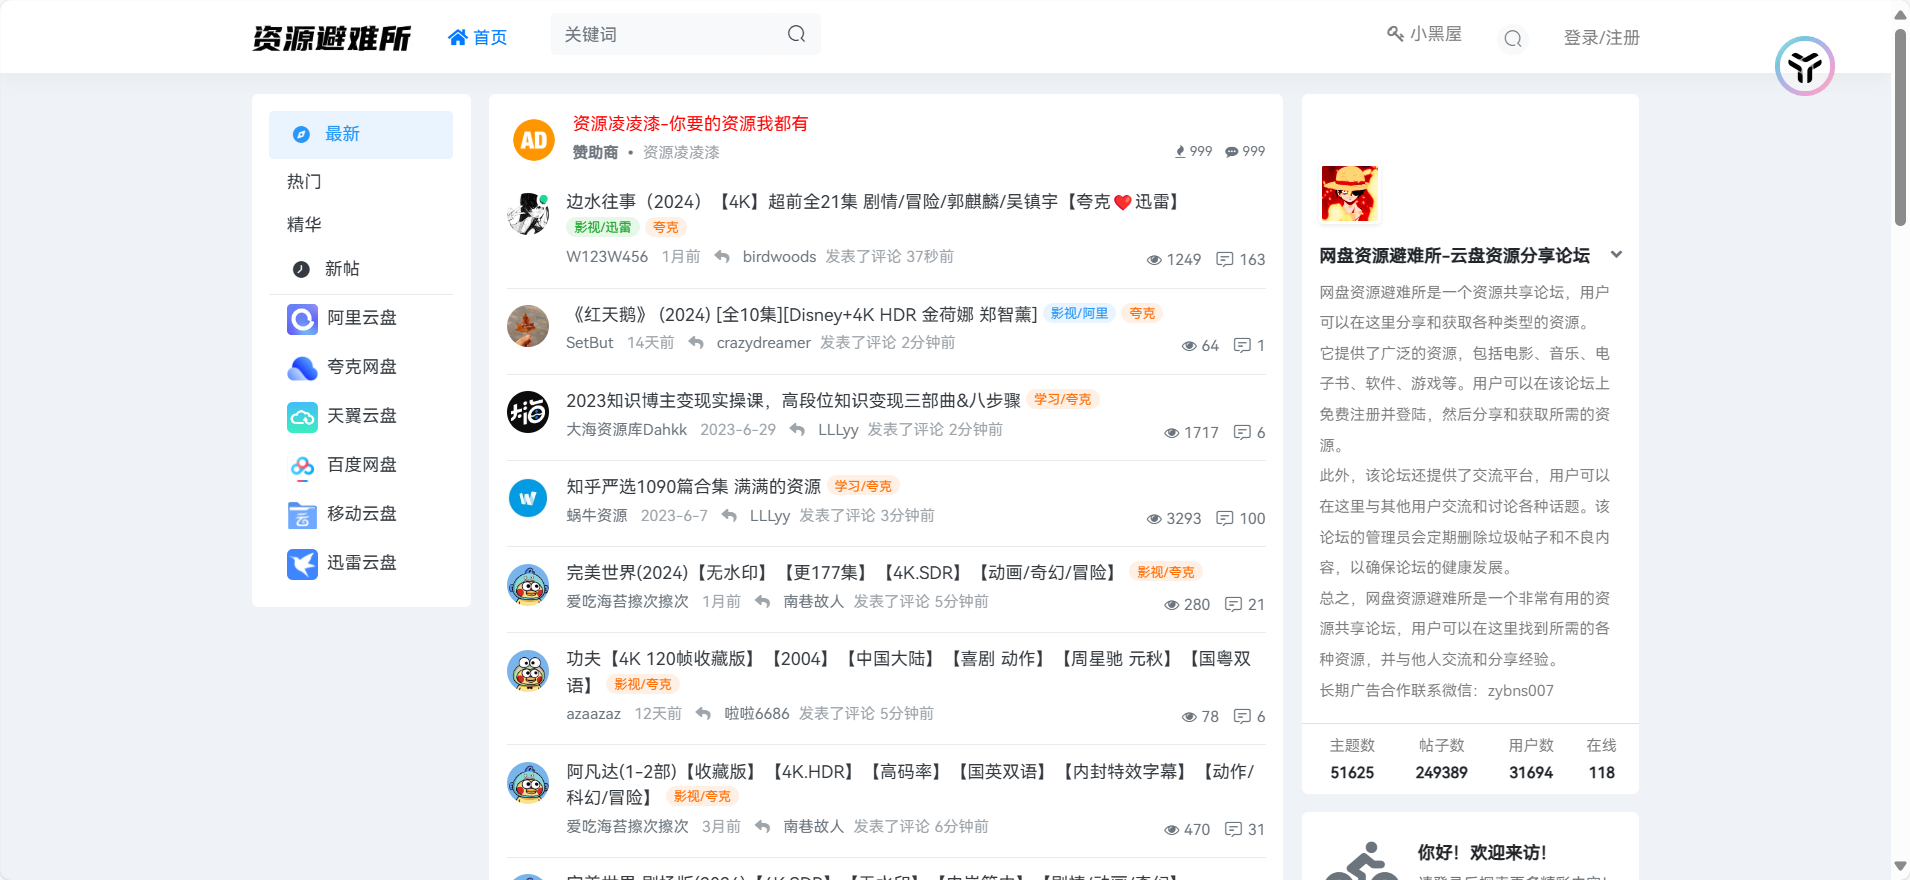 资源避难所
首页
关键词
小黑屋
登录/注册
最新
热门
精华
新帖
阿里云盘
夸克网盘
天翼云盘
百度网盘
移动云盘
迅雷云盘
AD
资源凌凌漆-你要的资源我都有
赞助商 • 资源凌凌漆
999 999
边水往事（2024）【4K】超前全21集 剧情/冒险/郭麒麟/吴镇宇【夸克❤️迅雷】
影视/迅雷 夸克
W123W456 1月前 birdwoods 发表了评论 37秒前
1249 163
《红天鹅》 (2024) [全10集][Disney+4K HDR 金荷娜 郑智薰] 影视/阿里 夸克
SetBut 14天前 crazydreamer 发表了评论 2分钟前
64 1
2023知识博主变现实操课，高段位知识变现三部曲&八步骤 学习/夸克
大海资源库Dahkk 2023-6-29 LLLyy 发表了评论 2分钟前
1717 6
知乎严选1090篇合集 满满的资源 学习/夸克
蜗牛资源 2023-6-7 LLLyy 发表了评论 3分钟前
3293 100
完美世界(2024)【无水印】【更177集】【4K.SDR】【动画/奇幻/冒险】 影视/夸克
爱吃海苔擦次擦次 1月前 南巷故人 发表了评论 5分钟前
280 21
功夫【4K 120帧收藏版】【2004】【中国大陆】【喜剧 动作】【周星驰 元秋】【国粤双
语】 影视/夸克
azaazaz 12天前 啦啦6686 发表了评论 5分钟前
78 6
阿凡达(1-2部)【收藏版】【4K.HDR】【高码率】【国英双语】【内封特效字幕】【动作/
科幻/冒险】 影视/夸克
爱吃海苔擦次擦次 3月前 南巷故人 发表了评论 6分钟前
470 31
网盘资源避难所-云盘资源分享论坛
网盘资源避难所是一个资源共享论坛，用户
可以在这里分享和获取各种类型的资源。
它提供了广泛的资源，包括电影、音乐、电
子书、软件、游戏等。用户可以在该论坛上
免费注册并登陆，然后分享和获取所需的资
源。
此外，该论坛还提供了交流平台，用户可以
在这里与其他用户交流和讨论各种话题。该
论坛的管理员会定期删除垃圾帖子和不良内
容，以确保论坛的健康发展。
总之，网盘资源避难所是一个非常有用的资
源共享论坛，用户可以在这里找到所需的各
种资源，并与他人交流和分享经验。
长期广告合作联系微信：zybns007
主题数 帖子数 用户数 在线
51625 249389 31694 118
你好！欢迎来访！